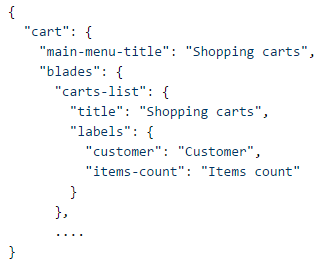 {
  "cart": {
    "main-menu-title": "Shopping carts",
    "blades": {
      "carts-list": {
        "title": "Shopping carts",
        "labels": {
          "customer": "Customer",
          "items-count": "Items count"
        }
      },
      ....
}